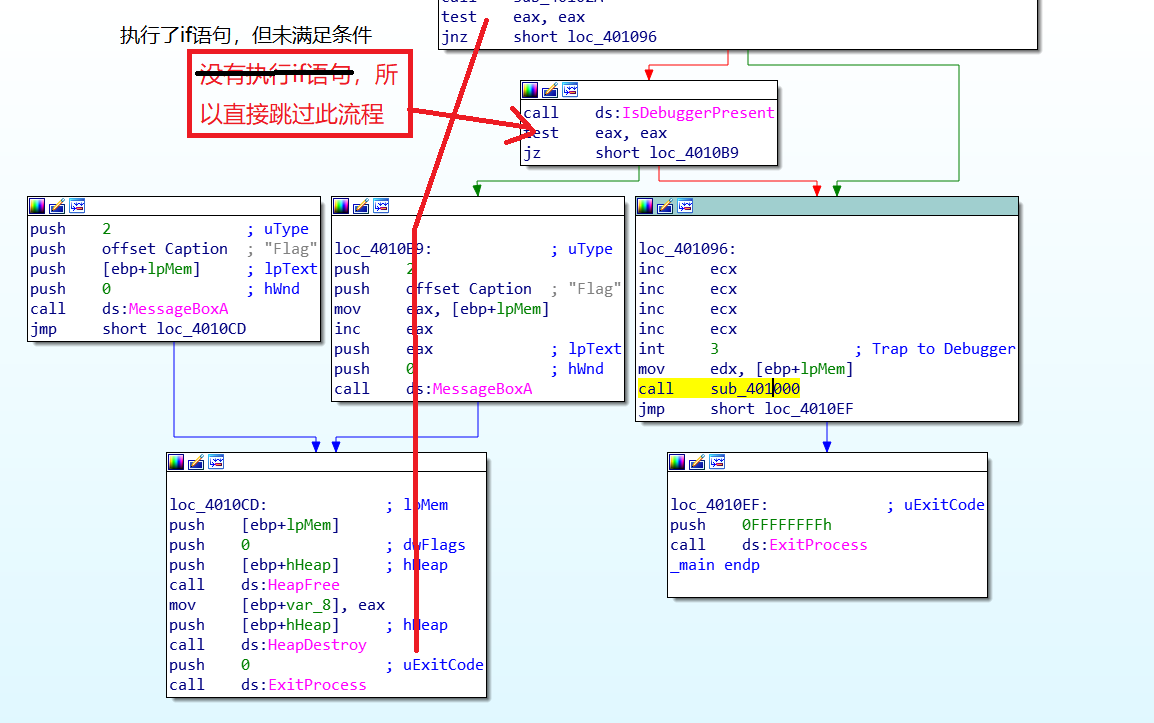 call    sub_40102A
test    eax, eax
jnz     short loc_401096
执行了if语句，但未满足条件
没有执行if语句，所
以直接跳过此流程
call    ds:IsDebuggerPresent
test    eax, eax
jz      short loc_4010B9
push    2               ; uType
push    offset Caption  ; "Flag"
push    [ebp+lpMem]     ; lpText
push    0               ; hWnd
call    ds:MessageBoxA
jmp     short loc_4010CD
loc_4010B9:             ; uType
push    2
push    offset Caption  ; "Flag"
mov     eax, [ebp+lpMem]
inc     eax
push    eax             ; lpText
push    0               ; hWnd
call    ds:MessageBoxA
loc_401096:
inc     ecx
inc     ecx
inc     ecx
inc     ecx
int     3               ; Trap to Debugger
mov     edx, [ebp+lpMem]
call    sub_401000
jmp     short loc_4010EF
loc_4010CD:             ; lpMem
push    [ebp+lpMem]
push    0               ; dwFlags
push    [ebp+hHeap]     ; hHeap
call    ds:HeapFree
mov     [ebp+var_8], eax
push    [ebp+hHeap]     ; hHeap
call    ds:HeapDestroy
push    0               ; uExitCode
call    ds:ExitProcess
loc_4010EF:             ; uExitCode
push    0FFFFFFFFh
call    ds:ExitProcess
_main endp